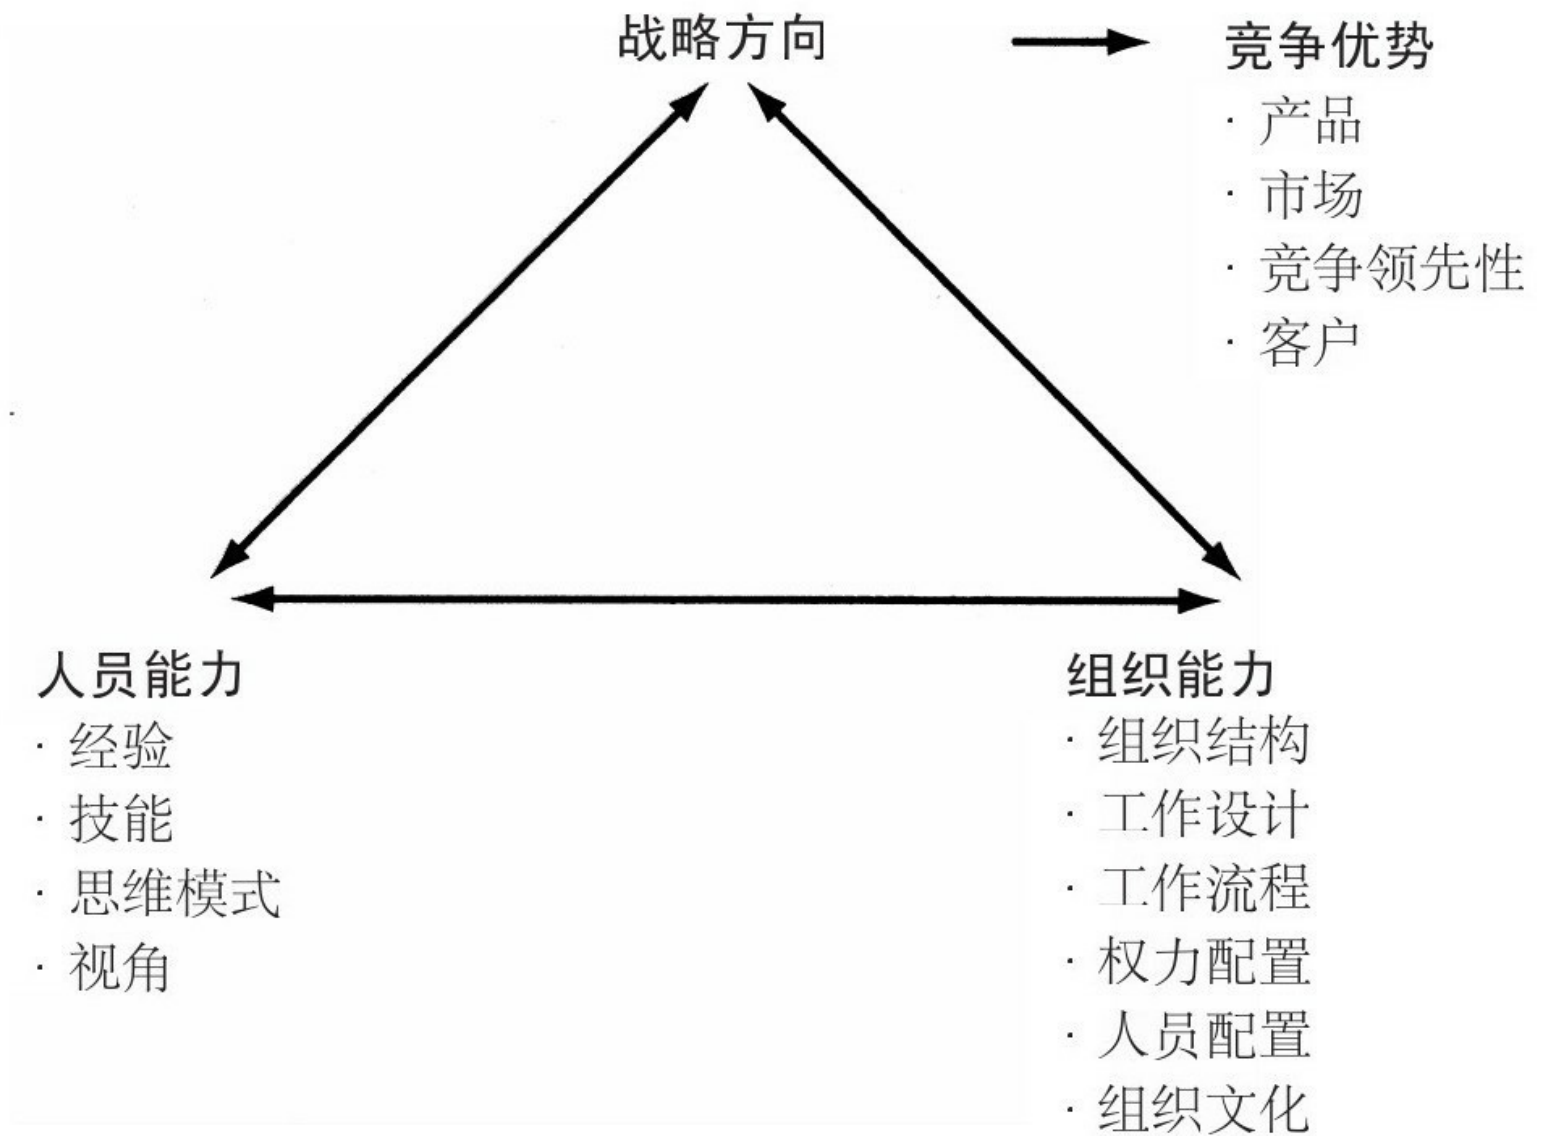 战略方向
竞争优势
· 产品
· 市场
· 竞争领先性
· 客户
人员能力
· 经验
· 技能
· 思维模式
· 视角
组织能力
· 组织结构
· 工作设计
· 工作流程
· 权力配置
· 人员配置
· 组织文化